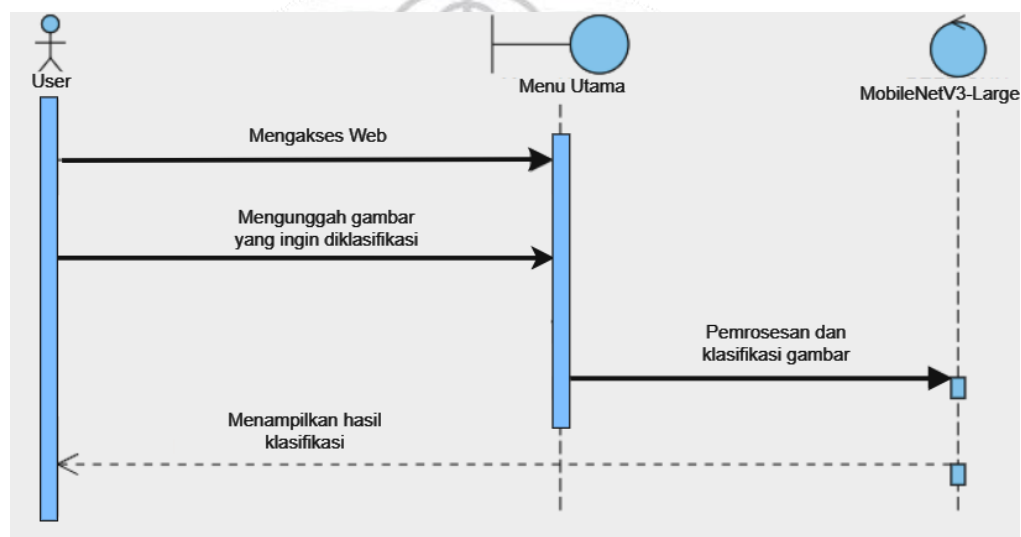 User
Menu Utama
MobileNetV3-Large
Mengakses Web
Mengunggah gambar
yang ingin diklasifikasi
Pemrosesan dan
klasifikasi gambar
Menampilkan hasil
klasifikasi